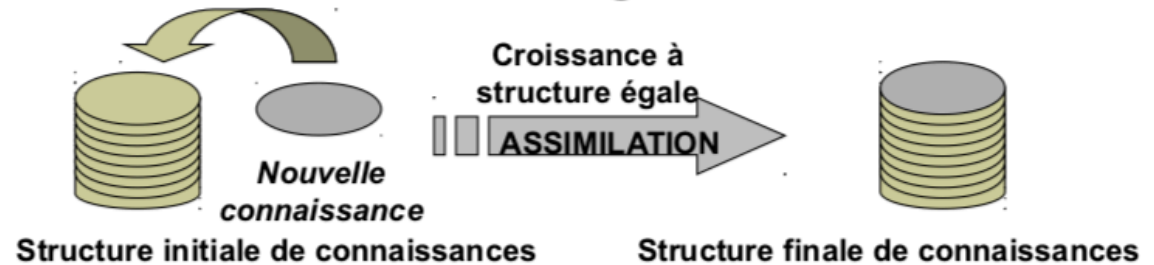 Croissance à
structure égale
ASSIMILATION
Nouvelle
connaissance
Structure initiale de connaissances
Structure finale de connaissances